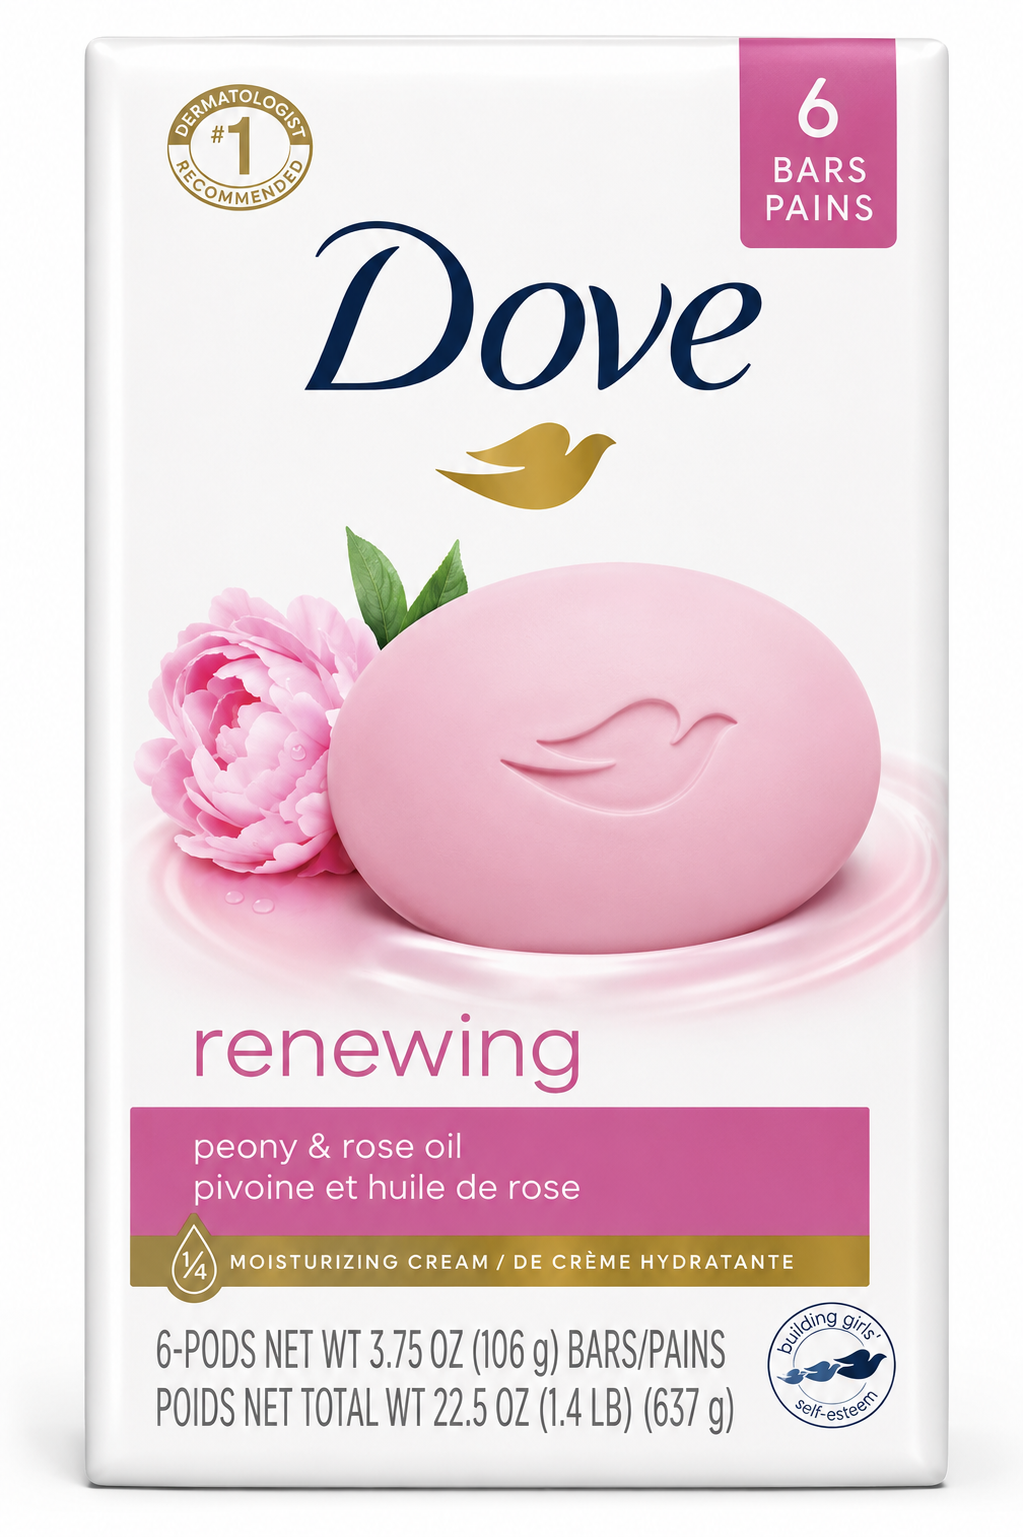 DERMATOLOGIST
#1
RECOMMENDED
6
BARS
PAINS
Dove
renewing
peony & rose oil
pivoine et huile de rose
1/4 MOISTURIZING CREAM / DE CRÈME HYDRATANTE
6-PODS NET WT 3.75 OZ (106 g) BARS/PAINS
POIDS NET TOTAL WT 22.5 OZ (1.4 LB) (637 g)
building girls'
self-esteem